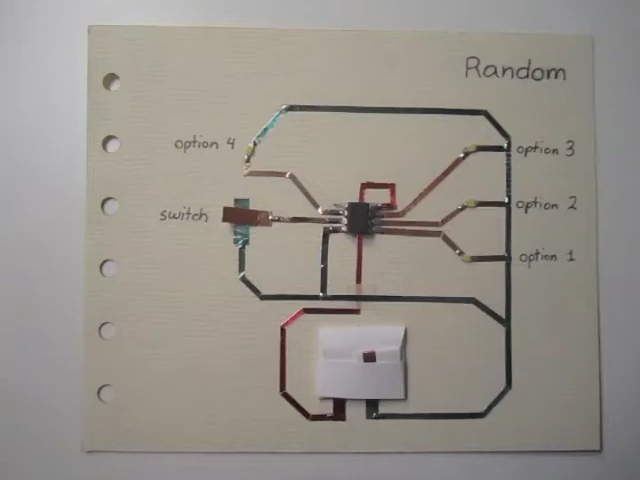 Random
option 4
option 3
switch
option 2
option 1